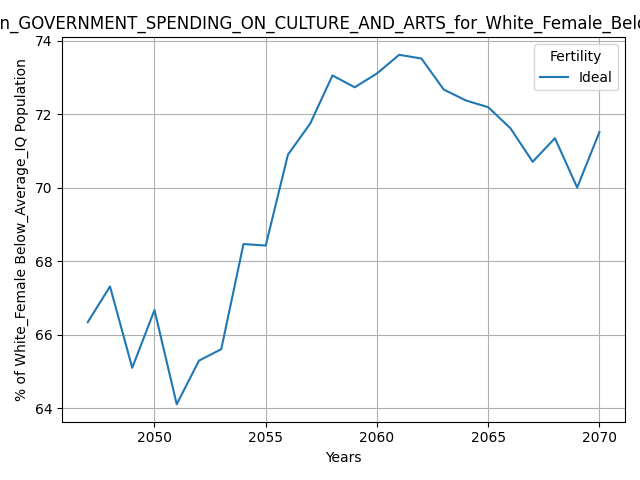 n_GOVERNMENT_SPENDING_ON_CULTURE_AND_ARTS_for_White_Female_Belo
74
72
70
68
66
64
% of White_Female Below_Average_IQ Population
Fertility
Ideal
2050
2055
2060
2065
2070
Years